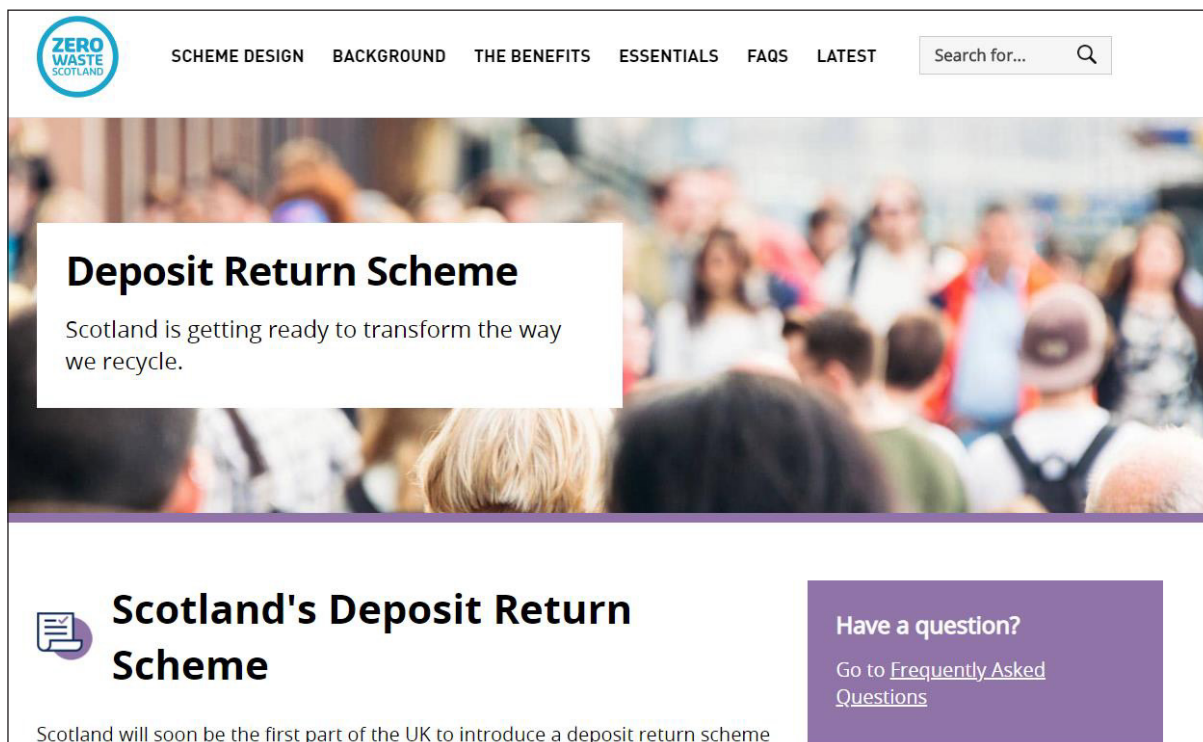 ZERO
WASTE
SCOTLAND
SCHEME DESIGN BACKGROUND THE BENEFITS ESSENTIALS FAQS LATEST Search for...
Deposit Return Scheme
Scotland is getting ready to transform the way
we recycle.
Scotland's Deposit Return
Scheme
Scotland will soon be the first part of the UK to introduce a deposit return scheme
Have a question?
Go to Frequently Asked
Questions